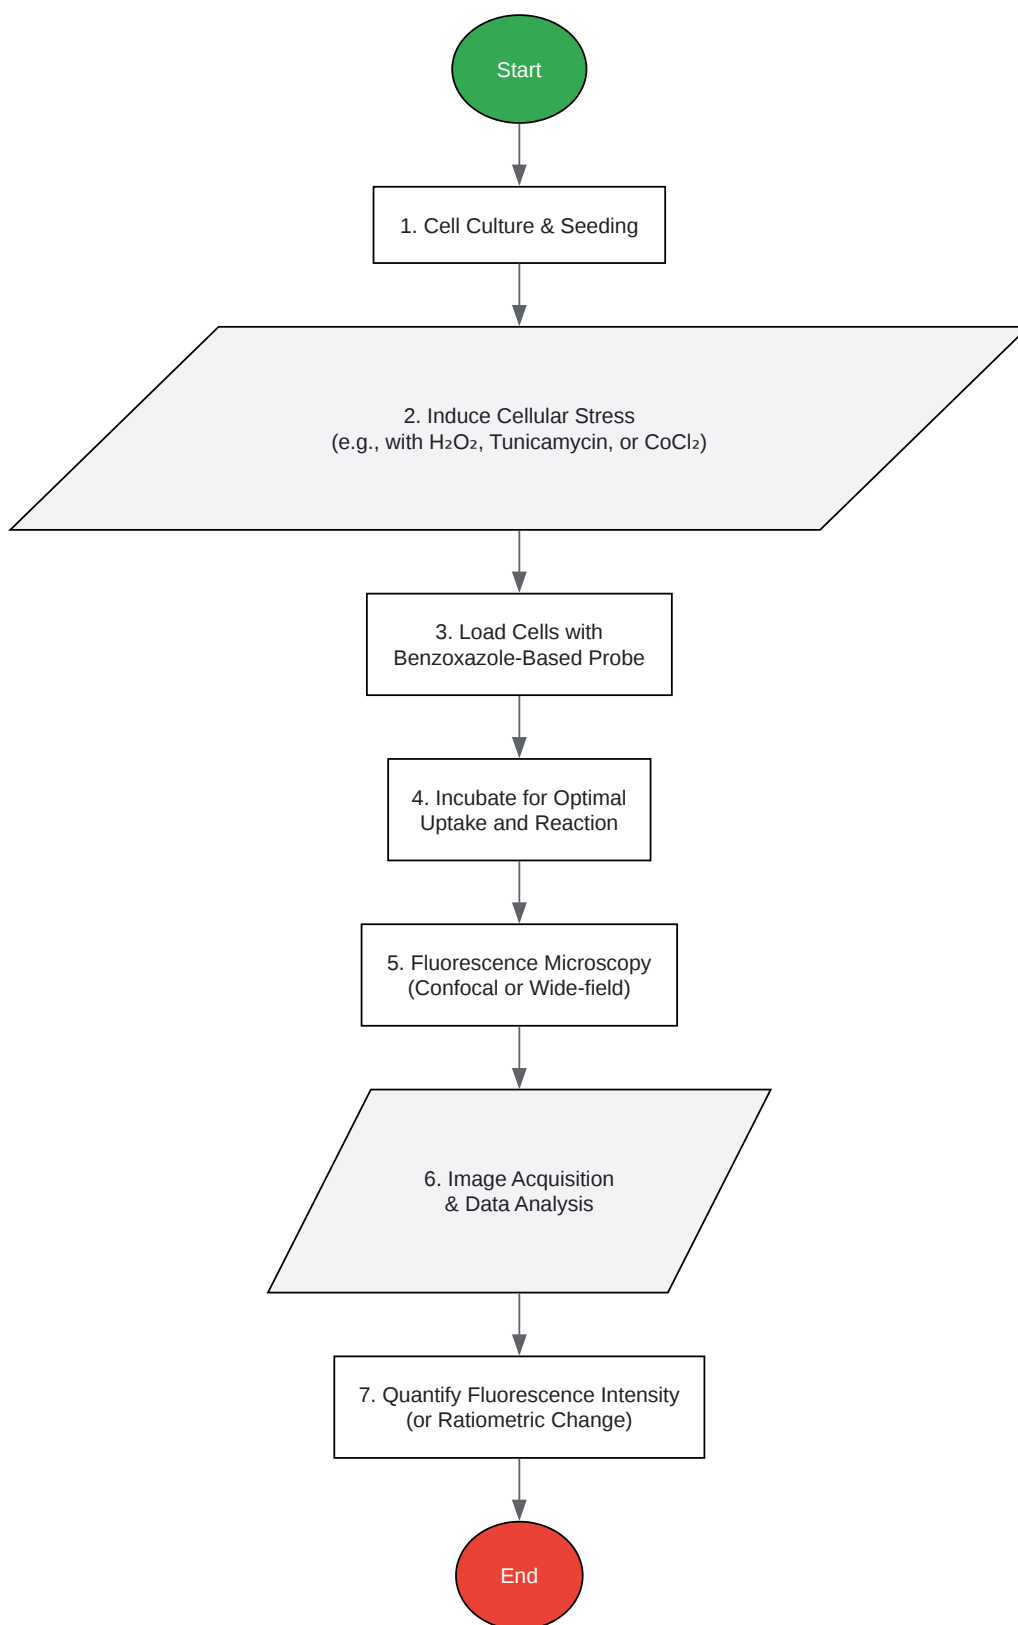 Start
1. Cell Culture & Seeding
2. Induce Cellular Stress
(e.g., with H₂O₂, Tunicamycin, or CoCl₂)
3. Load Cells with
Benzoxazole-Based Probe
4. Incubate for Optimal
Uptake and Reaction
5. Fluorescence Microscopy
(Confocal or Wide-field)
6. Image Acquisition
& Data Analysis
7. Quantify Fluorescence Intensity
(or Ratiometric Change)
End